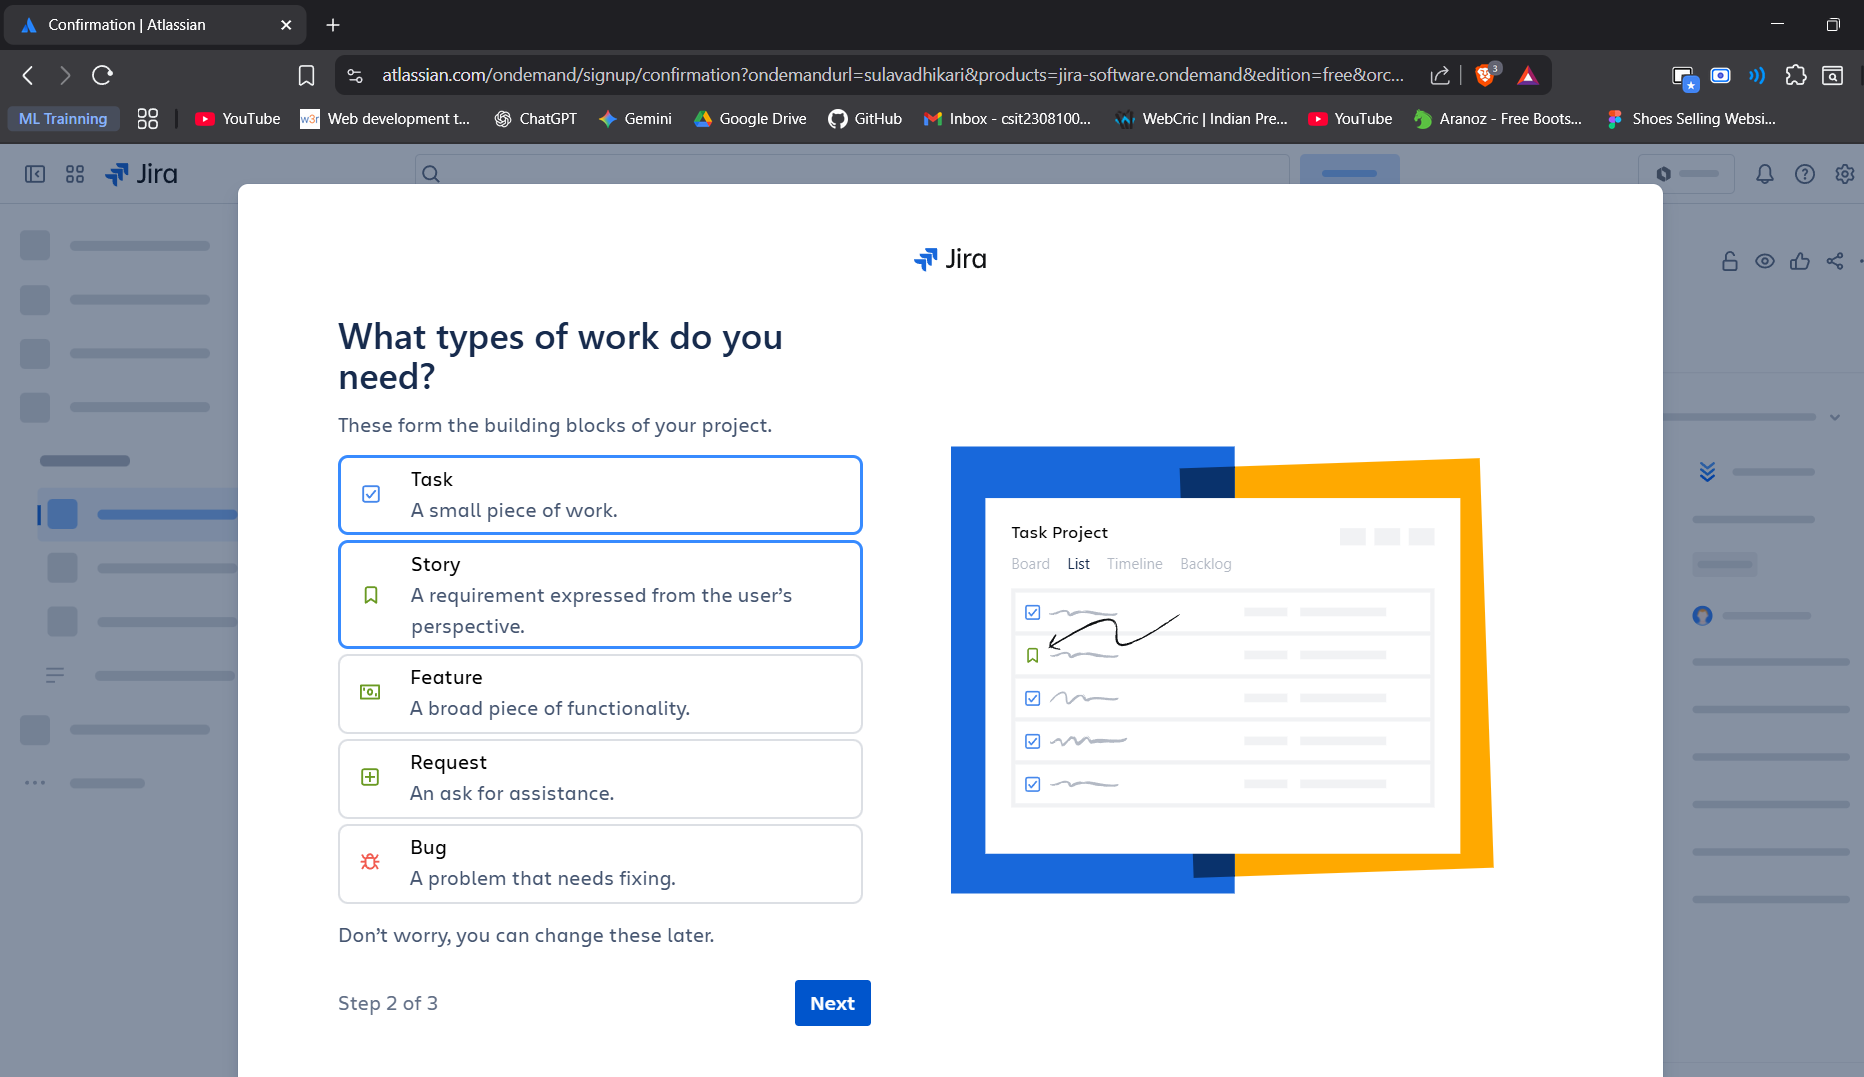 Confirmation | Atlassian
atlassian.com/ondemand/signup/confirmation?ondemandurl=sulavadhikari&products=jira-software.ondemand&edition=free&orc...
3
ML Trainning
YouTube
w3r
Web development t...
ChatGPT
Gemini
Google Drive
GitHub
Inbox - csit2308100...
WebCric | Indian Pre...
YouTube
Aranoz - Free Boots...
Shoes Selling Websi...
Jira
Jira
What types of work do you
need?
These form the building blocks of your project.
Task
A small piece of work.
Story
A requirement expressed from the user’s
perspective.
Feature
A broad piece of functionality.
Request
An ask for assistance.
Bug
A problem that needs fixing.
Don’t worry, you can change these later.
Step 2 of 3
Next
Task Project
Board List Timeline Backlog